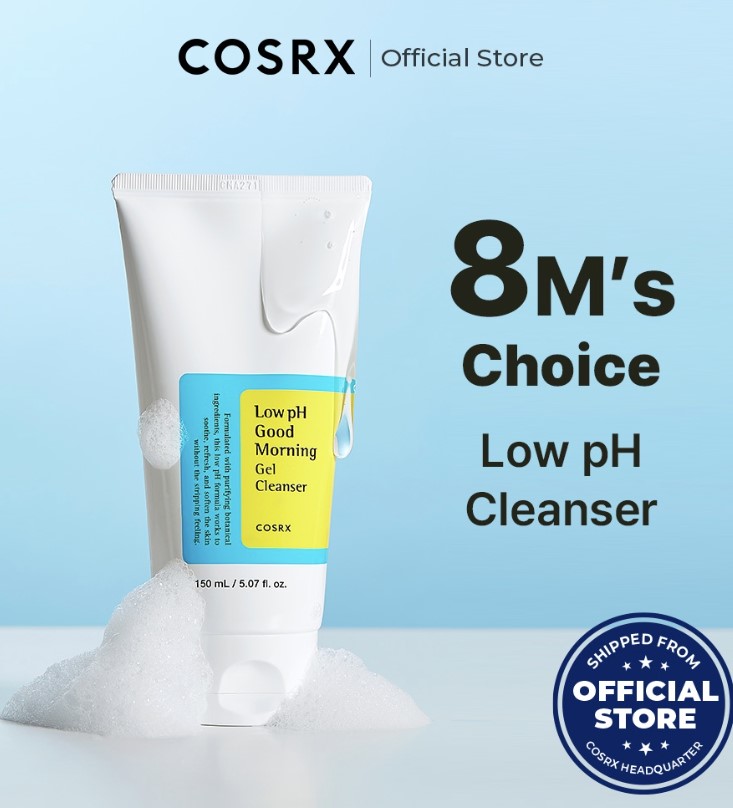 COSRX | Official Store
8M's
Choice
Low pH
Cleanser
Formulated with purifying botanical
ingredients, this low pH formula works to
soothe, refresh, and soften the skin
without the stripping feeling.
Low pH
Good
Morning
Gel
Cleanser
COSRX
150 mL / 5.07 fl. oz.
SHIPPED FROM
OFFICIAL
STORE
COSRX HEADQUARTER